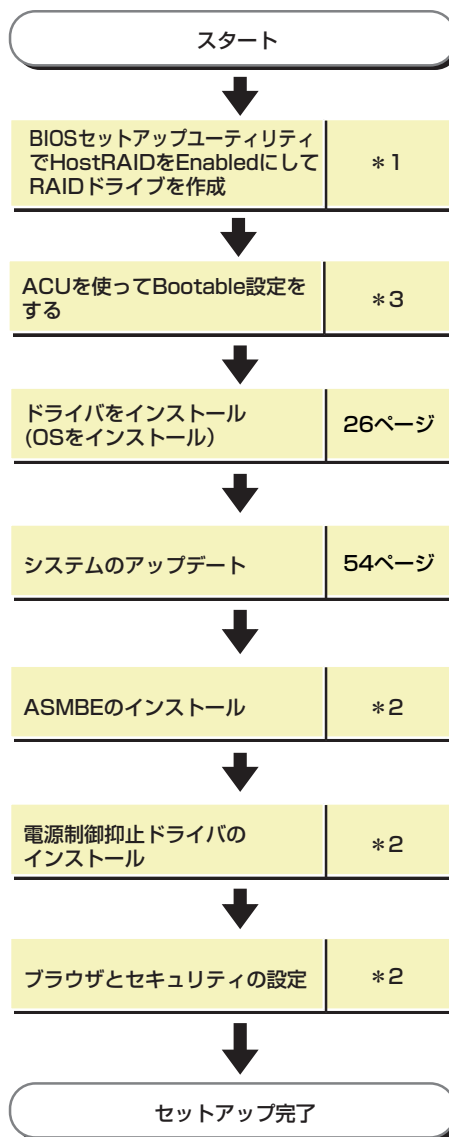 スタート
BIOSセットアップユーティリティ
でHostRAIDをEnabledにして
RAIDドライブを作成
＊1
ACUを使ってBootable設定を
する
＊3
ドライバをインストール
(OSをインストール)
26ページ
システムのアップデート
54ページ
ASMBEのインストール
＊2
電源制御抑止ドライバの
インストール
＊2
ブラウザとセキュリティの設定
＊2
セットアップ完了